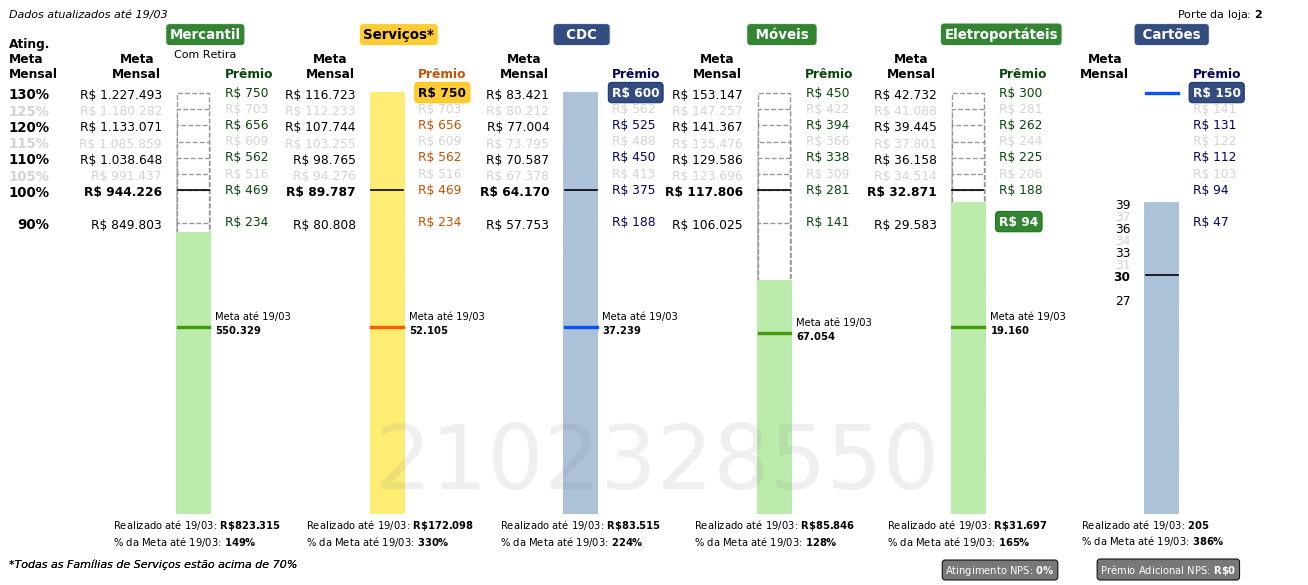 Dados atualizados até 19/03
Porte da loja: 2
Mercantil Serviços* CDC Móveis Eletroportáteis Cartões
Com Retira
Ating. Meta Mensal
Meta Mensal Prêmio Meta Mensal Prêmio Meta Mensal Prêmio Meta Mensal Prêmio Meta Mensal Prêmio Meta Mensal Prêmio
130% R$ 1.227.493 R$ 750 R$ 116.723 R$ 750 R$ 83.421 R$ 600 R$ 153.147 R$ 450 R$ 42.732 R$ 300 R$ 150
125% R$ 1.180.282 R$ 703 R$ 112.233 R$ 703 R$ 80.212 R$ 562 R$ 147.257 R$ 422 R$ 41.088 R$ 281 R$ 141
120% R$ 1.133.071 R$ 656 R$ 107.744 R$ 656 R$ 77.004 R$ 525 R$ 141.367 R$ 394 R$ 39.445 R$ 262 R$ 131
115% R$ 1.085.859 R$ 609 R$ 103.255 R$ 609 R$ 73.795 R$ 488 R$ 135.476 R$ 366 R$ 37.801 R$ 244 R$ 122
110% R$ 1.038.648 R$ 562 R$ 98.765 R$ 562 R$ 70.587 R$ 450 R$ 129.586 R$ 338 R$ 36.158 R$ 225 R$ 112
105% R$ 991.437 R$ 516 R$ 94.276 R$ 516 R$ 67.378 R$ 413 R$ 123.696 R$ 309 R$ 34.514 R$ 206 R$ 103
100% R$ 944.226 R$ 469 R$ 89.787 R$ 469 R$ 64.170 R$ 375 R$ 117.806 R$ 281 R$ 32.871 R$ 188 R$ 94
90% R$ 849.803 R$ 234 R$ 80.808 R$ 234 R$ 57.753 R$ 188 R$ 106.025 R$ 141 R$ 29.583 R$ 94 R$ 47
39
37
36
34
33
31
30
27
Meta até 19/03 Meta até 19/03 Meta até 19/03 Meta até 19/03 Meta até 19/03
550.329 52.105 37.239 67.054 19.160
2102328550
Realizado até 19/03: R$823.315 Realizado até 19/03: R$172.098 Realizado até 19/03: R$83.515 Realizado até 19/03: R$85.846 Realizado até 19/03: R$31.697 Realizado até 19/03: 205
% da Meta até 19/03: 149% % da Meta até 19/03: 330% % da Meta até 19/03: 224% % da Meta até 19/03: 128% % da Meta até 19/03: 165% % da Meta até 19/03: 386%
*Todas as Famílias de Serviços estão acima de 70%
Atingimento NPS: 0% Prêmio Adicional NPS: R$0